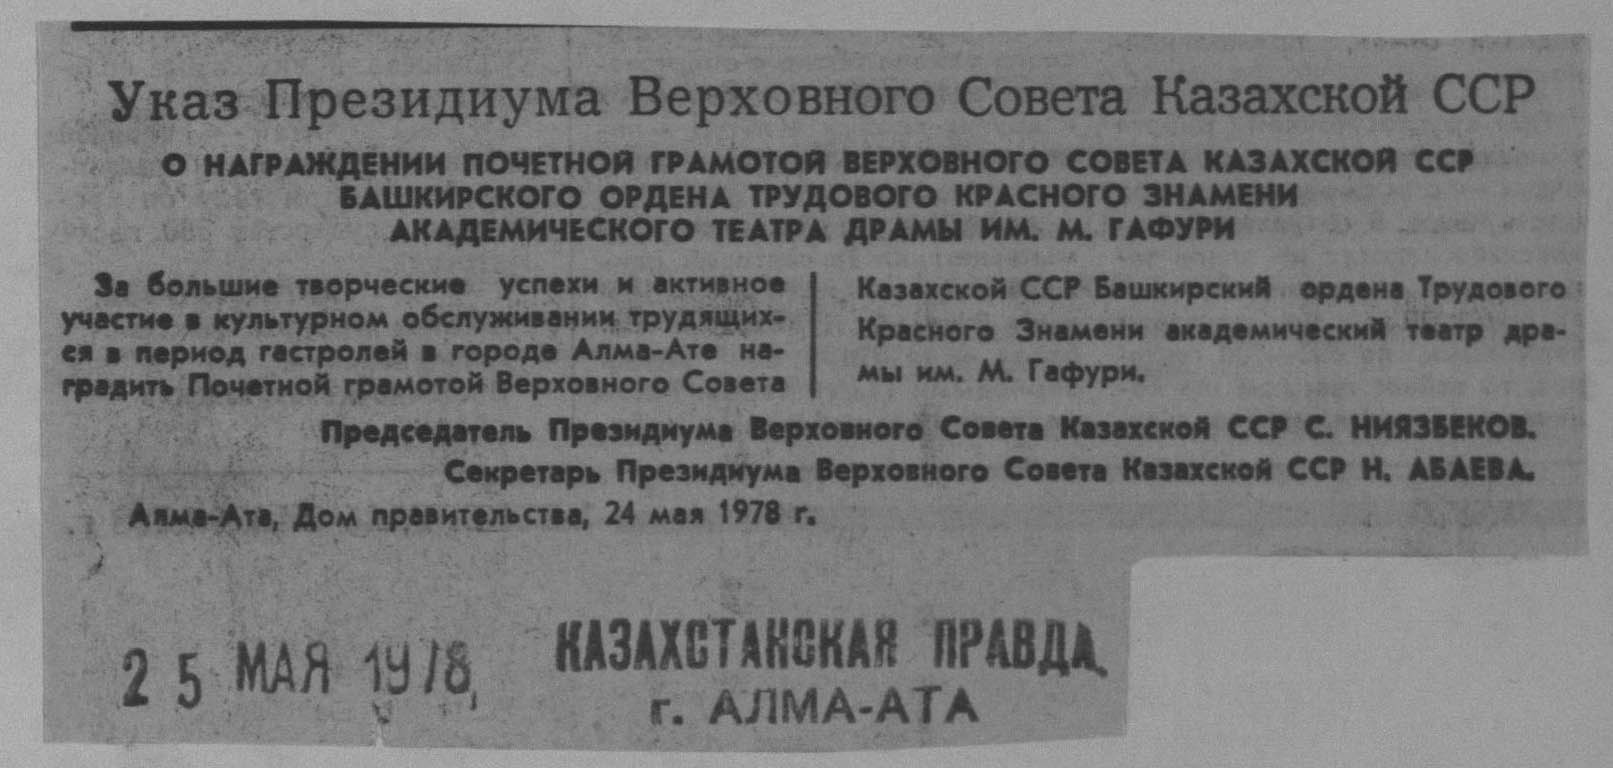 Указ Президиума Верховного Совета Казахской ССР
О НАГРАЖДЕНИИ ПОЧЕТНОЙ ГРАМОТОЙ ВЕРХОВНОГО СОВЕТА КАЗАХСКОЙ ССР
БАШКИРСКОГО ОРДЕНА ТРУДОВОГО КРАСНОГО ЗНАМЕНИ
АКАДЕМИЧЕСКОГО ТЕАТРА ДРАМЫ ИМ. М. ГАФУРИ
За большие творческие успехи и активное
участие в культурном обслуживании трудящих-
ся в период гастролей в городе Алма-Ате на-
градить Почетной грамотой Верховного Совета
Казахской ССР Башкирский ордена Трудового
Красного Знамени академический театр дра-
мы им. М. Гафури.
Председатель Президиума Верховного Совета Казахской ССР С. НИЯЗБЕКОВ.
Секретарь Президиума Верховного Совета Казахской ССР Н. АБАЕВА.
Алма-Ата, Дом правительства, 24 мая 1978 г.
25 МАЯ 1978,
КАЗАХСТАНСКАЯ ПРАВДА,
г. АЛМА-АТА